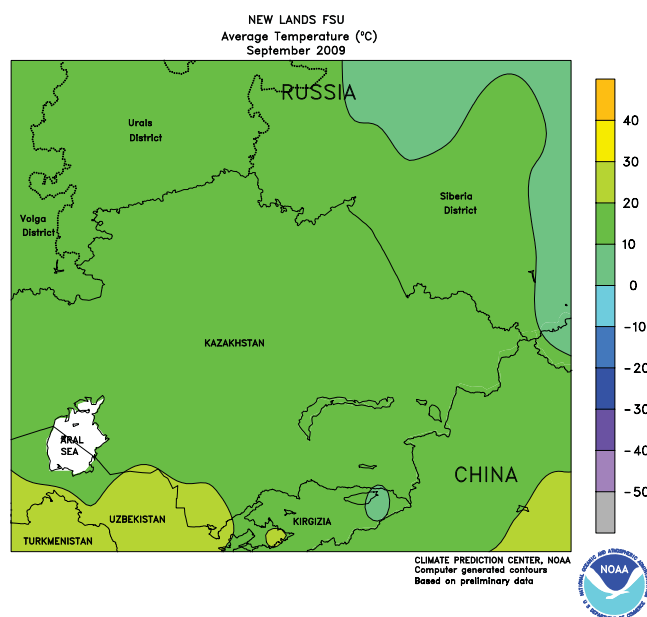 NEW LANDS FSU
Average Temperature (°C)
September 2009
RUSSIA
Urals
District
Siberia
District
Volga
District
KAZAKHSTAN
ARAL
SEA
CHINA
UZBEKISTAN
KIRGIZIA
TURKMENISTAN
40
30
20
10
0
-10
-20
-30
-40
-50
CLIMATE PREDICTION CENTER, NOAA
Computer generated contours
Based on preliminary data
NOAA
NATIONAL OCEANIC AND ATMOSPHERIC ADMINISTRATION
U.S. DEPARTMENT OF COMMERCE